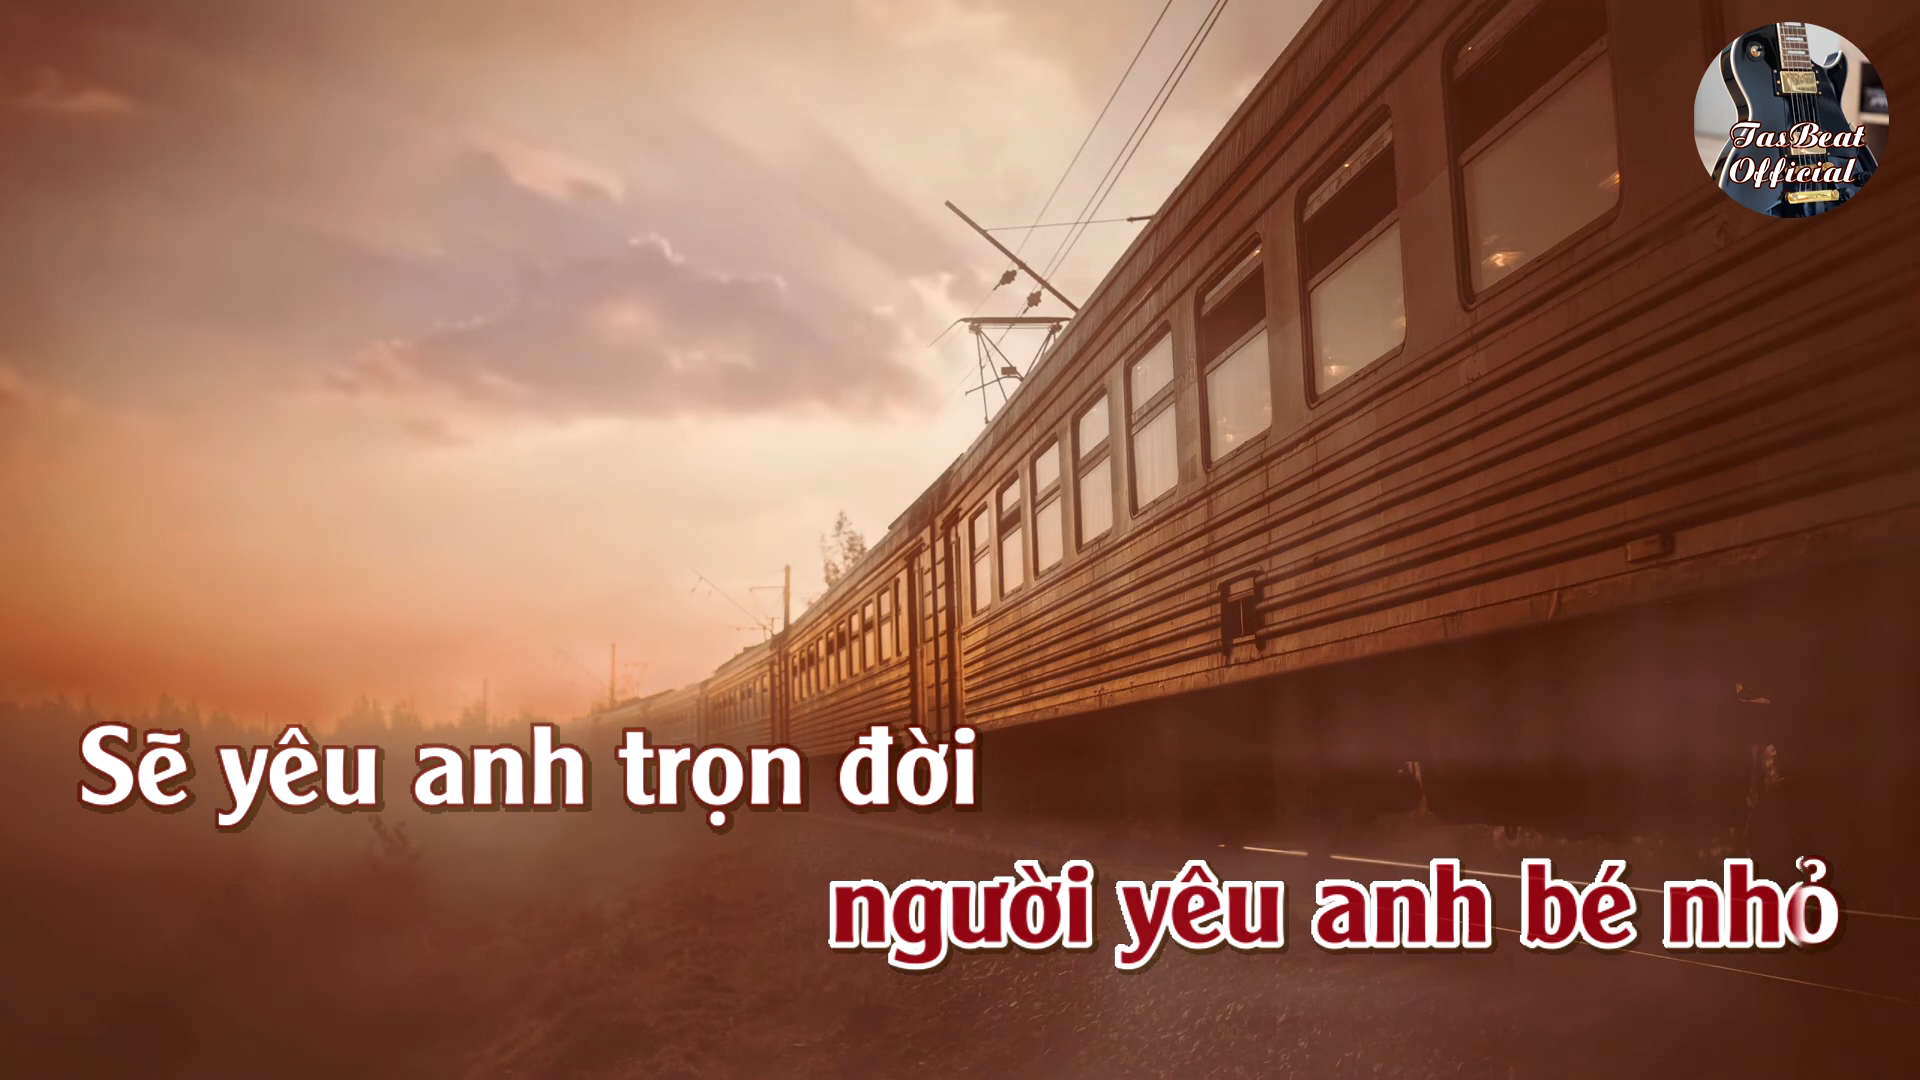 TasBeat
Official
Sẽ yêu anh trọn đời
người yêu anh bé nhỏ